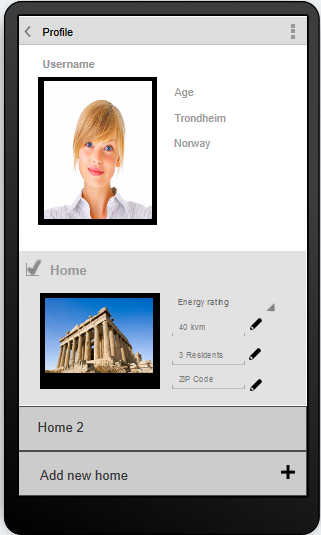 Profile
Username
Age
Trondheim
Norway
Home
Energy rating
40 kvm
3 Residents
ZIP Code
Home 2
Add new home